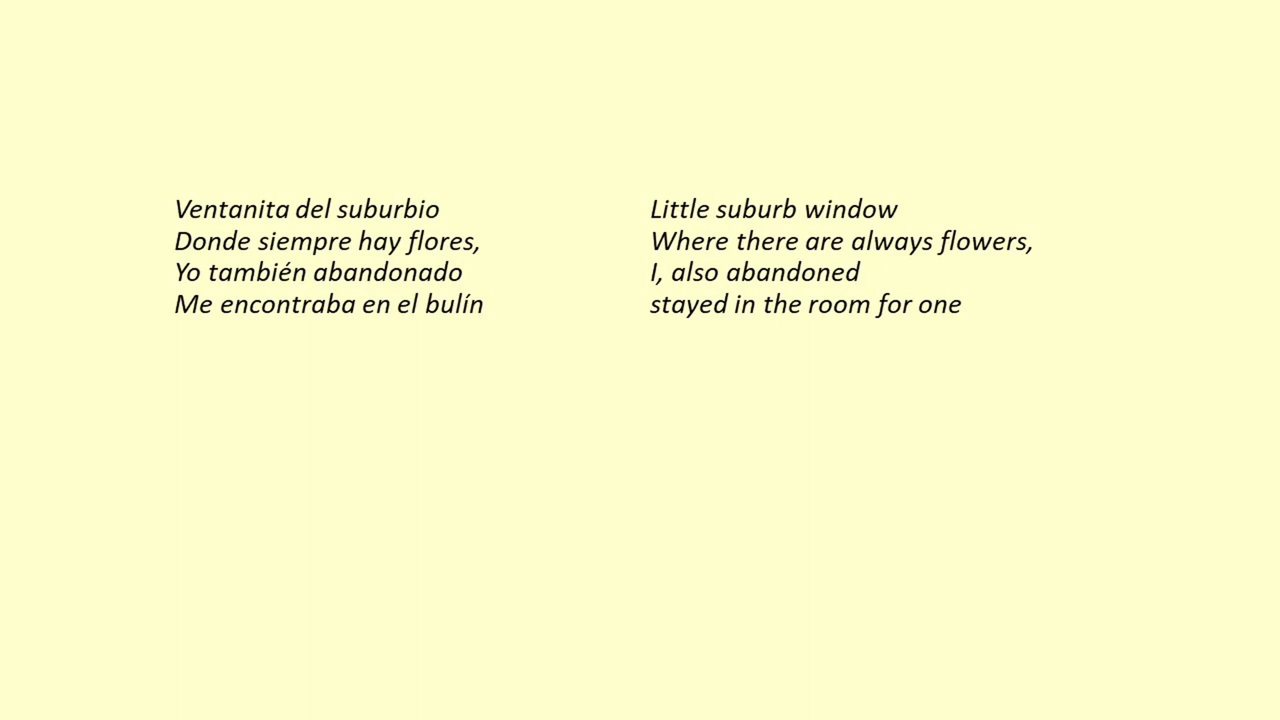 Ventanita del suburbio
Donde siempre hay flores,
Yo también abandonado
Me encontraba en el bulín
Little suburb window
Where there are always flowers,
I, also abandoned
stayed in the room for one